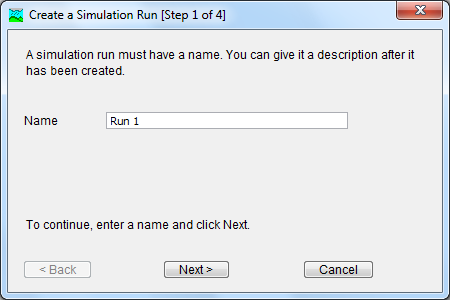 Create a Simulation Run [Step 1 of 4]
A simulation run must have a name. You can give it a description after it
has been created.
Name
Run 1
To continue, enter a name and click Next.
< Back
Next >
Cancel